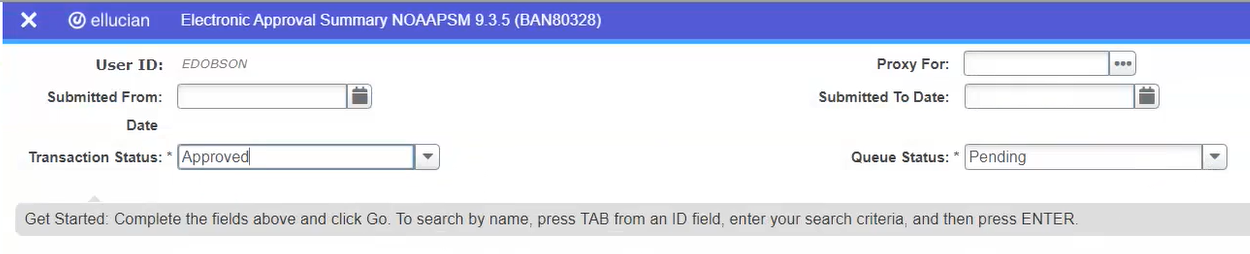 ellucian Electronic Approval Summary NOAAPSM 9.3.5 (BAN80328)
User ID: EDOBSON Proxy For:
Submitted From: Submitted To Date:
Date
Transaction Status: * Approved Queue Status: * Pending
Get Started: Complete the fields above and click Go. To search by name, press TAB from an ID field, enter your search criteria, and then press ENTER.